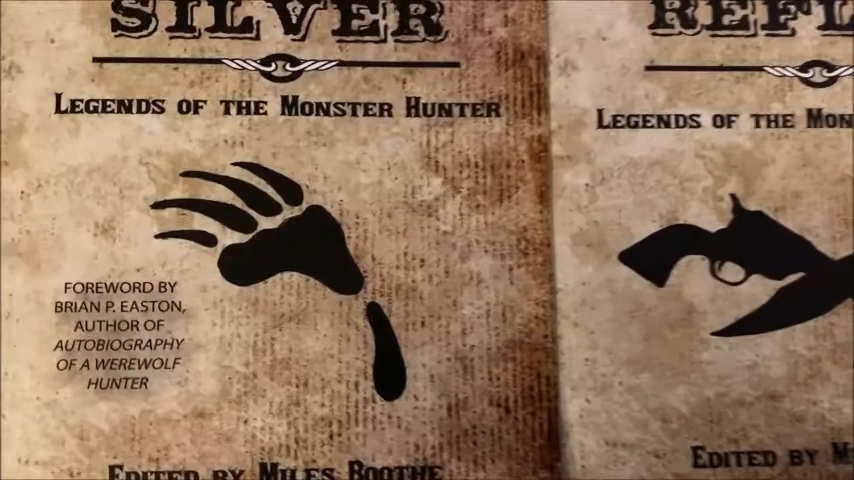 SILVER
LEGENDS OF THE MONSTER HUNTER
FOREWORD BY
BRIAN P. EASTON,
AUTHOR OF
AUTOBIOGRAPHY
OF A WEREWOLF
HUNTER
EDITED BY MILES BOOTHE
REFL
LEGENDS OF THE MON
EDITED BY M